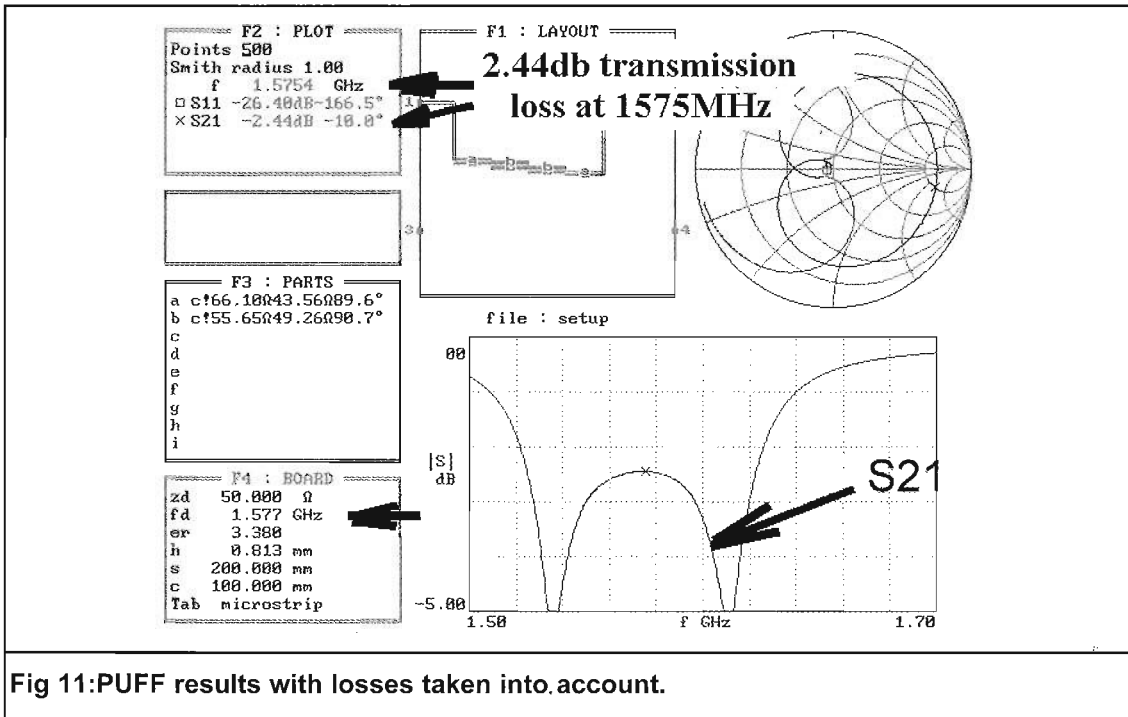 F2 : PLOT
Points 500
Smith radius 1.00
f 1.5754 GHz
□ S11 -26.40dB-166.5°
× S21 -2.44dB -10.0°
F1 : LAYOUT
2.44db transmission
loss at 1575MHz
1
a b b a
3 4
F3 : PARTS
a c!66.10Ω43.56Ω89.6°
b c!55.65Ω49.26Ω90.7°
c
d
e
f
g
h
i
F4 : BOARD
zd 50.000 Ω
fd 1.577 GHz
er 3.380
h 0.813 mm
s 200.000 mm
c 100.000 mm
Tab microstrip
file : setup
00
|S|
dB
-5.00
1.50 f GHz 1.70
S21
Fig 11:PUFF results with losses taken into.account.